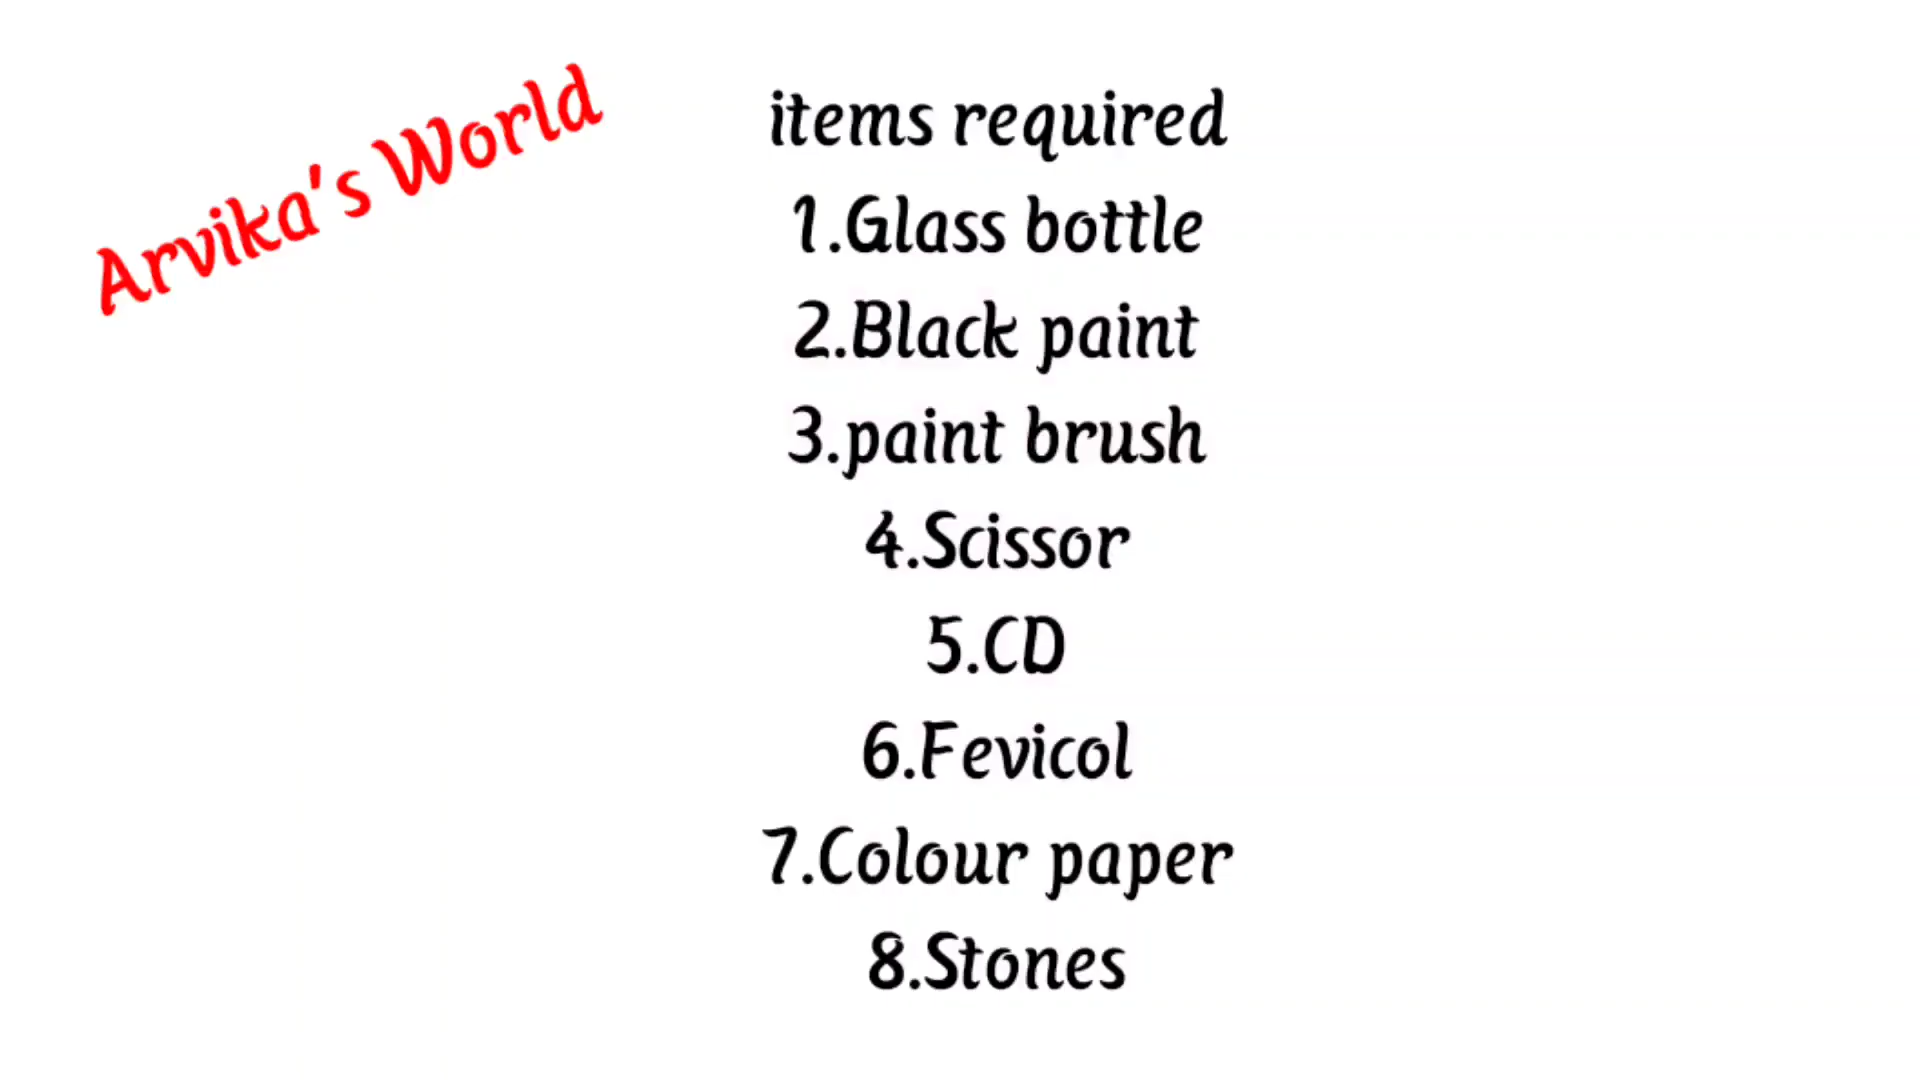 Arvika's World
items required
1.Glass bottle
2.Black paint
3.paint brush
4.Scissor
5.CD
6.Fevicol
7.Colour paper
8.Stones